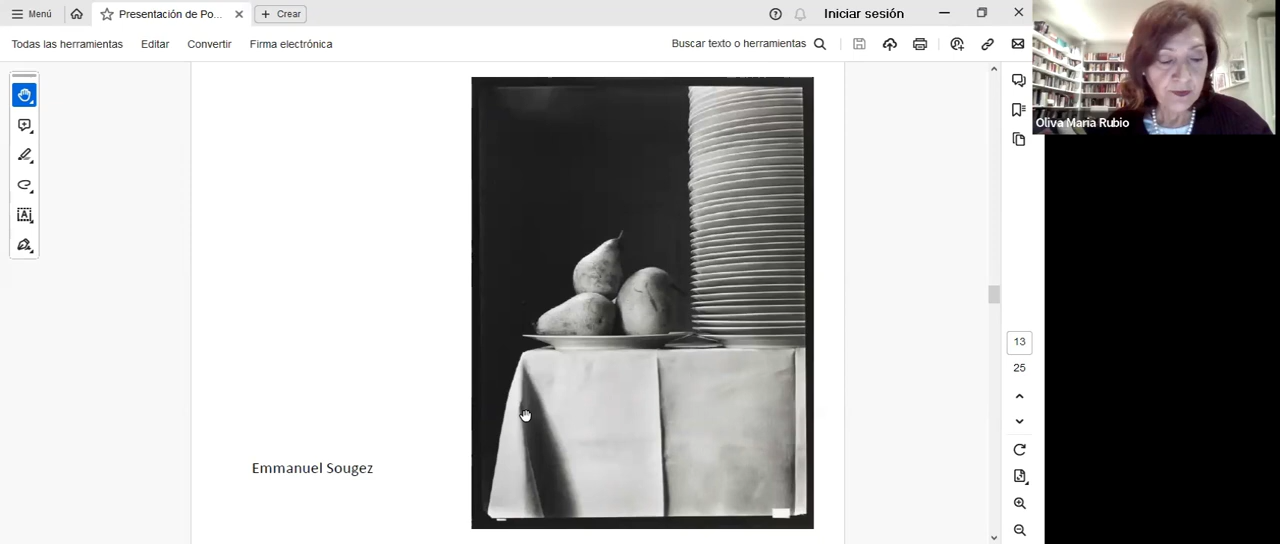 Menú
Presentación de Po...
Crear
Iniciar sesión
Todas las herramientas
Editar
Convertir
Firma electrónica
Buscar texto o herramientas
Oliva María Rubio
13
25
Emmanuel Sougez